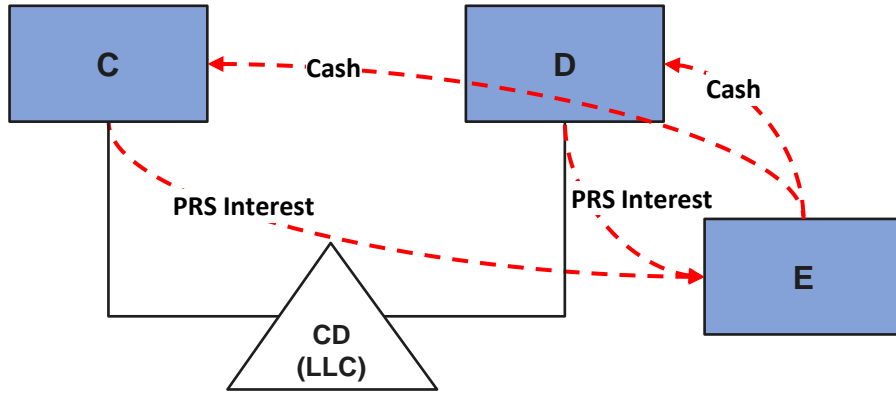 C
D
Cash
Cash
PRS Interest
PRS Interest
E
CD
(LLC)